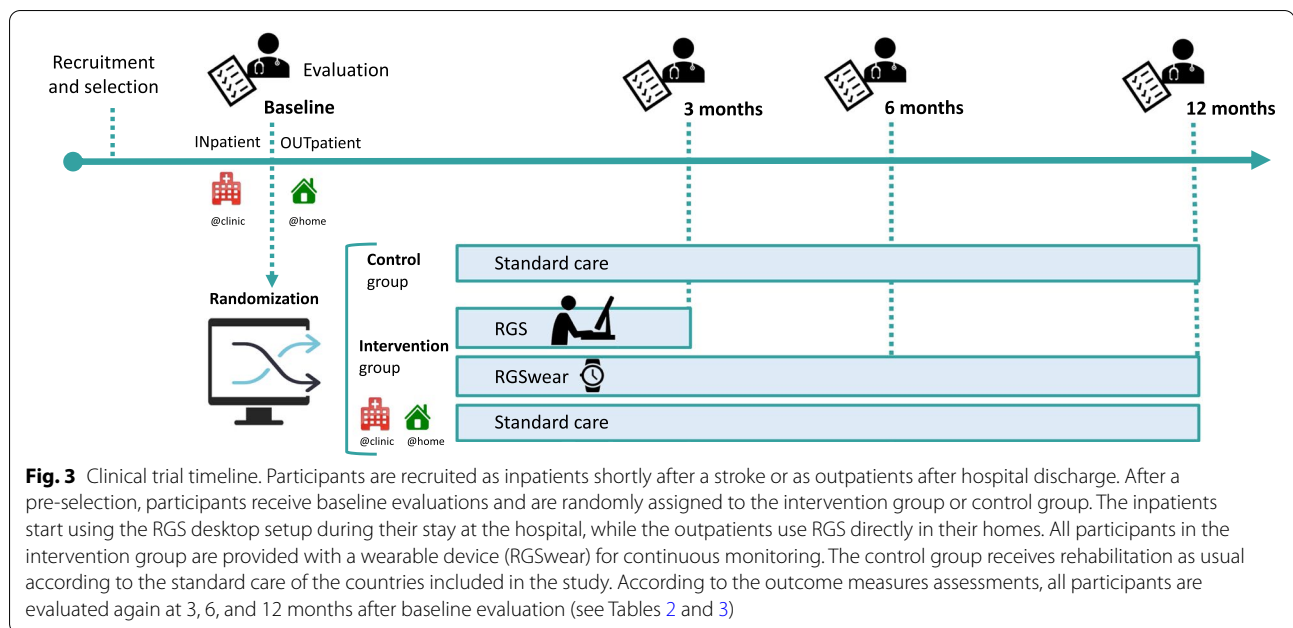 Recruitment
and selection
Evaluation
Baseline
3 months
6 months
12 months
INpatient
OUTpatient
@clinic
@home
Randomization
Control
group
Standard care
Intervention
group
RGS
RGSwear
@clinic
@home
Standard care
Fig. 3 Clinical trial timeline. Participants are recruited as inpatients shortly after a stroke or as outpatients after hospital discharge. After a
pre-selection, participants receive baseline evaluations and are randomly assigned to the intervention group or control group. The inpatients
start using the RGS desktop setup during their stay at the hospital, while the outpatients use RGS directly in their homes. All participants in the
intervention group are provided with a wearable device (RGSwear) for continuous monitoring. The control group receives rehabilitation as usual
according to the standard care of the countries included in the study. According to the outcome measures assessments, all participants are
evaluated again at 3, 6, and 12 months after baseline evaluation (see Tables 2 and 3)